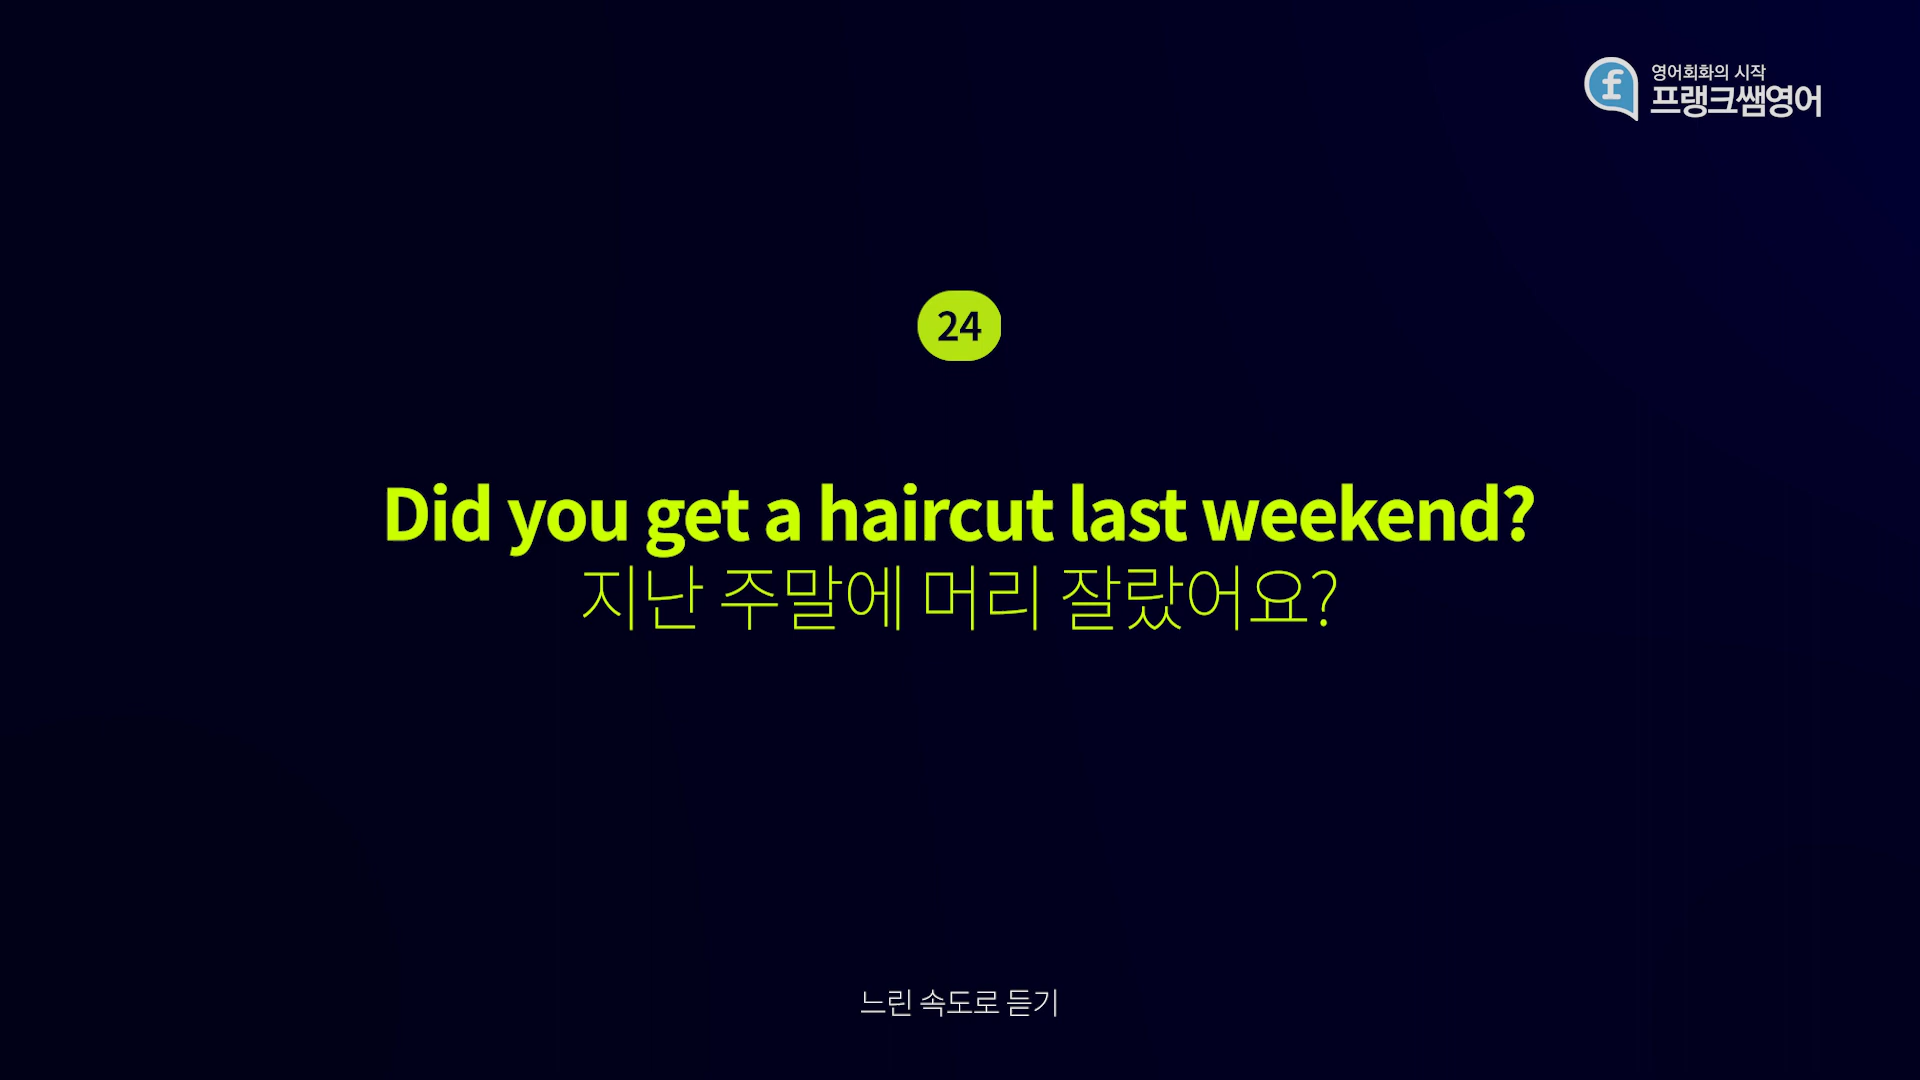 영어회화의 시작
프랭크쌤영어
24
Did you get a haircut last weekend?
지난 주말에 머리 잘랐어요?
느린 속도로 듣기